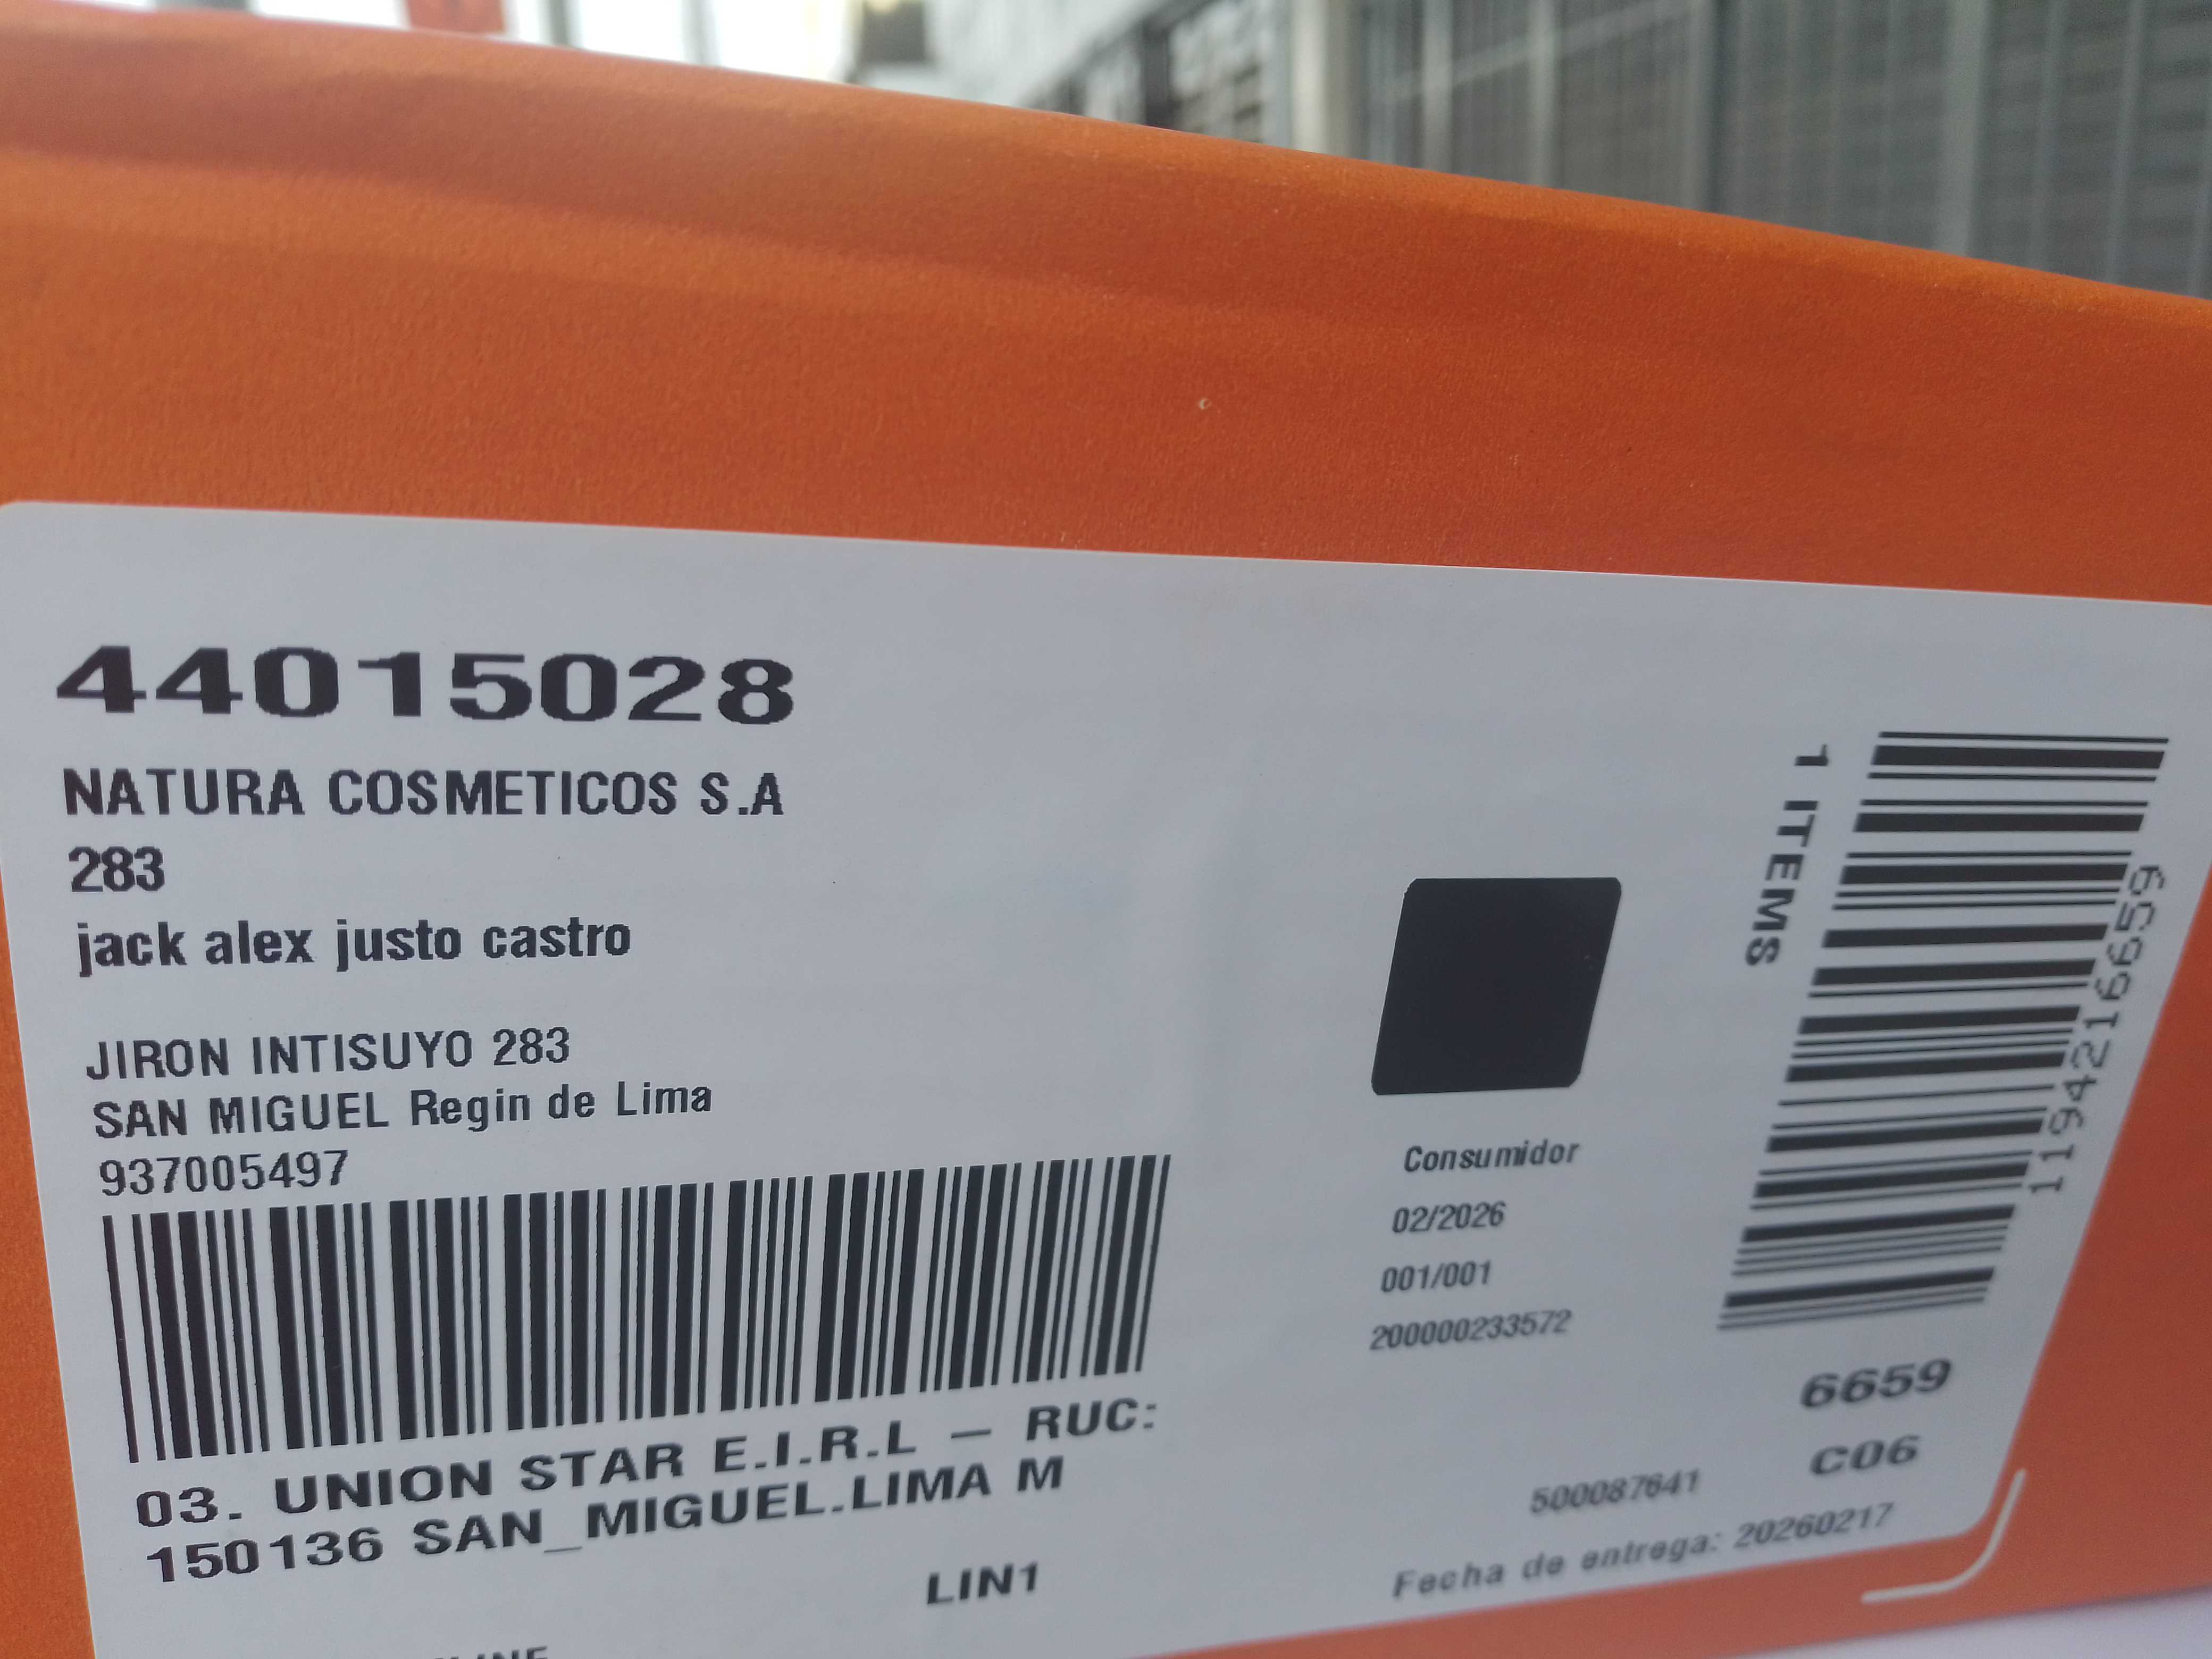 44015028
NATURA COSMETICOS S.A
283
jack alex justo castro
JIRON INTISUYO 283
SAN MIGUEL Regin de Lima
937005497
03. UNION STAR E.I.R.L – RUC:
150136 SAN_MIGUEL.LIMA M
LIN1
Consumidor
02/2026
001/001
200000233572
1 ITEMS
1194216659
6659
C06
500087641
Fecha de entrega: 20260217